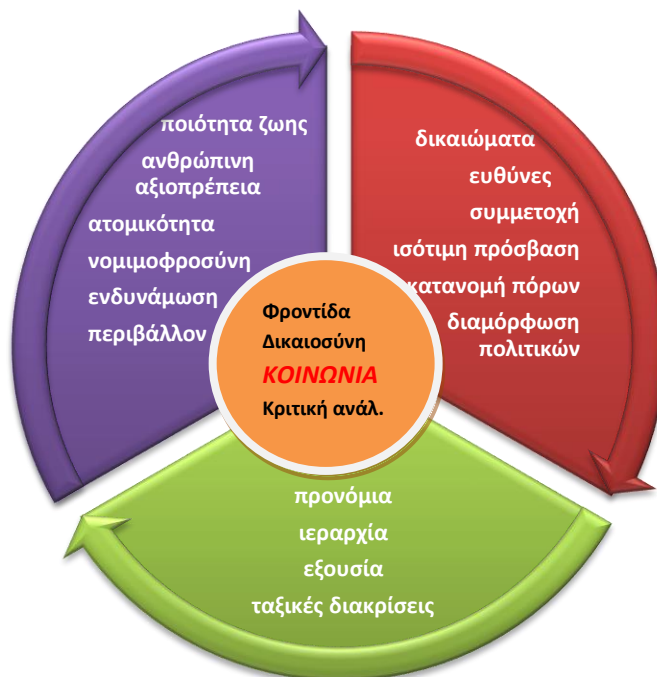 ποιότητα ζωης
ανθρώπινη
αξιοπρέπεια
ατομικότητα
νομιμοφροσύνη
ενδυνάμωση
περιβάλλον
δικαιώματα
ευθύνες
συμμετοχή
ισότιμη πρόσβαση
κατανομή πόρων
διαμόρφωση
πολιτικών
Φροντίδα
Δικαιοσύνη
ΚΟΙΝΩΝΙΑ
Κριτική ανάλ.
προνόμια
ιεραρχία
εξουσία
ταξικές διακρίσεις